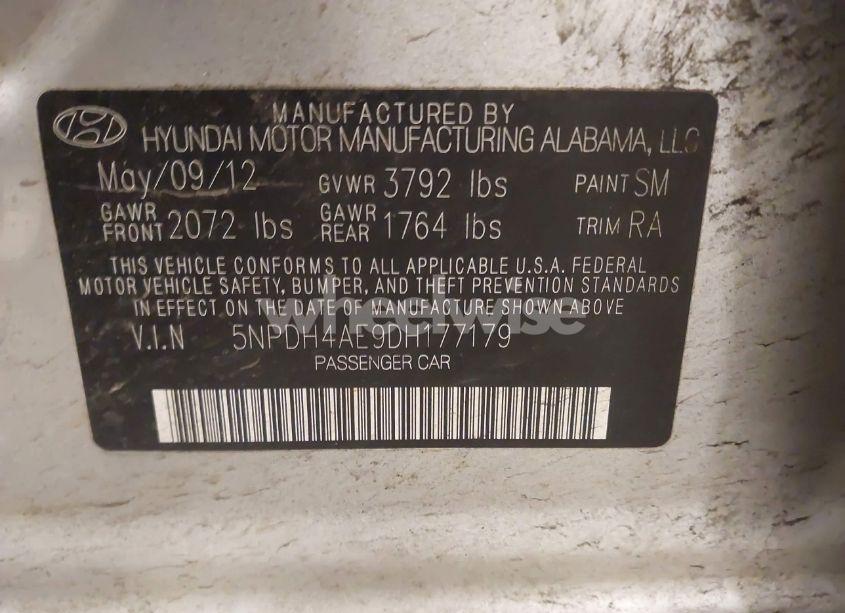 MANUFACTURED BY
HYUNDAI MOTOR MANUFACTURING ALABAMA, LLC
May/09/12 GVWR 3792 lbs PAINT SM
GAWR FRONT 2072 lbs GAWR REAR 1764 lbs TRIM RA
THIS VEHICLE CONFORMS TO ALL APPLICABLE U.S.A. FEDERAL
MOTOR VEHICLE SAFETY, BUMPER, AND THEFT PREVENTION STANDARDS
IN EFFECT ON THE DATE OF MANUFACTURE SHOWN ABOVE.
wheelwise
V.I.N 5NPDH4AE9DH177179
PASSENGER CAR